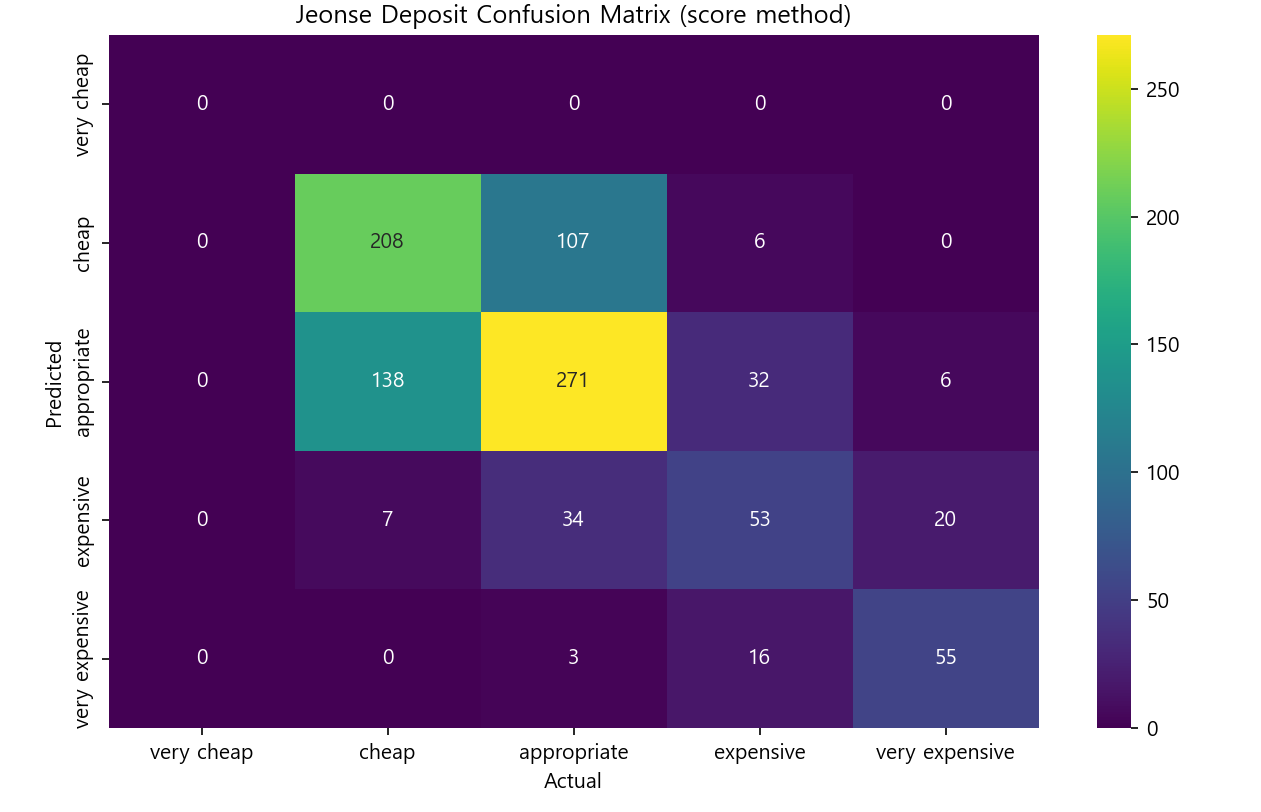 Jeonse Deposit Confusion Matrix (score method)
Predicted
very cheap
0 0 0 0 0
cheap
0 208 107 6 0
appropriate
0 138 271 32 6
expensive
0 7 34 53 20
very expensive
0 0 3 16 55
very cheap cheap appropriate expensive very expensive
Actual
250
200
150
100
50
0